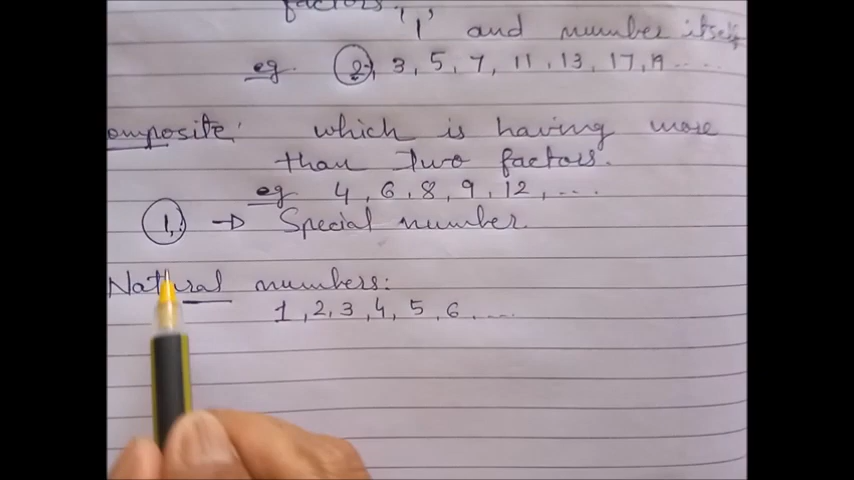 factors. '1' and number itself
eg. 2, 3, 5, 7, 11, 13, 17, 19 ....
omposite: which is having more
than Two factors.
eg 4, 6, 8, 9, 12, ....
1, → Special number.
Natural numbers:
1, 2, 3, 4, 5, 6, ....